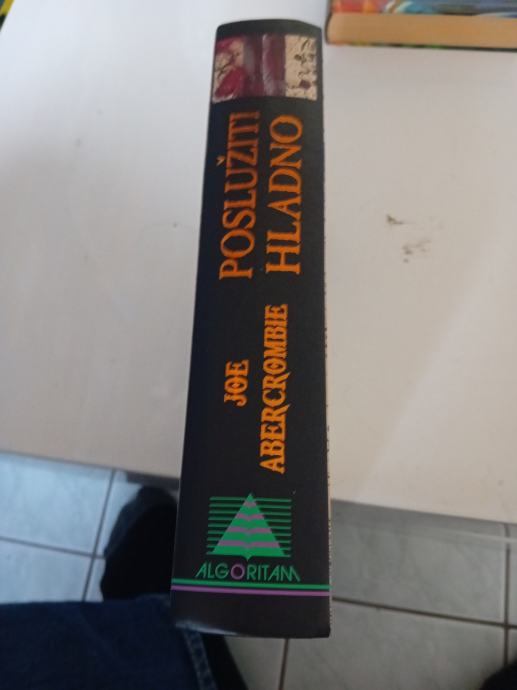 POSLUŽITI
HLADNO
JOE
ABERCROMBIE
ALGORITAM